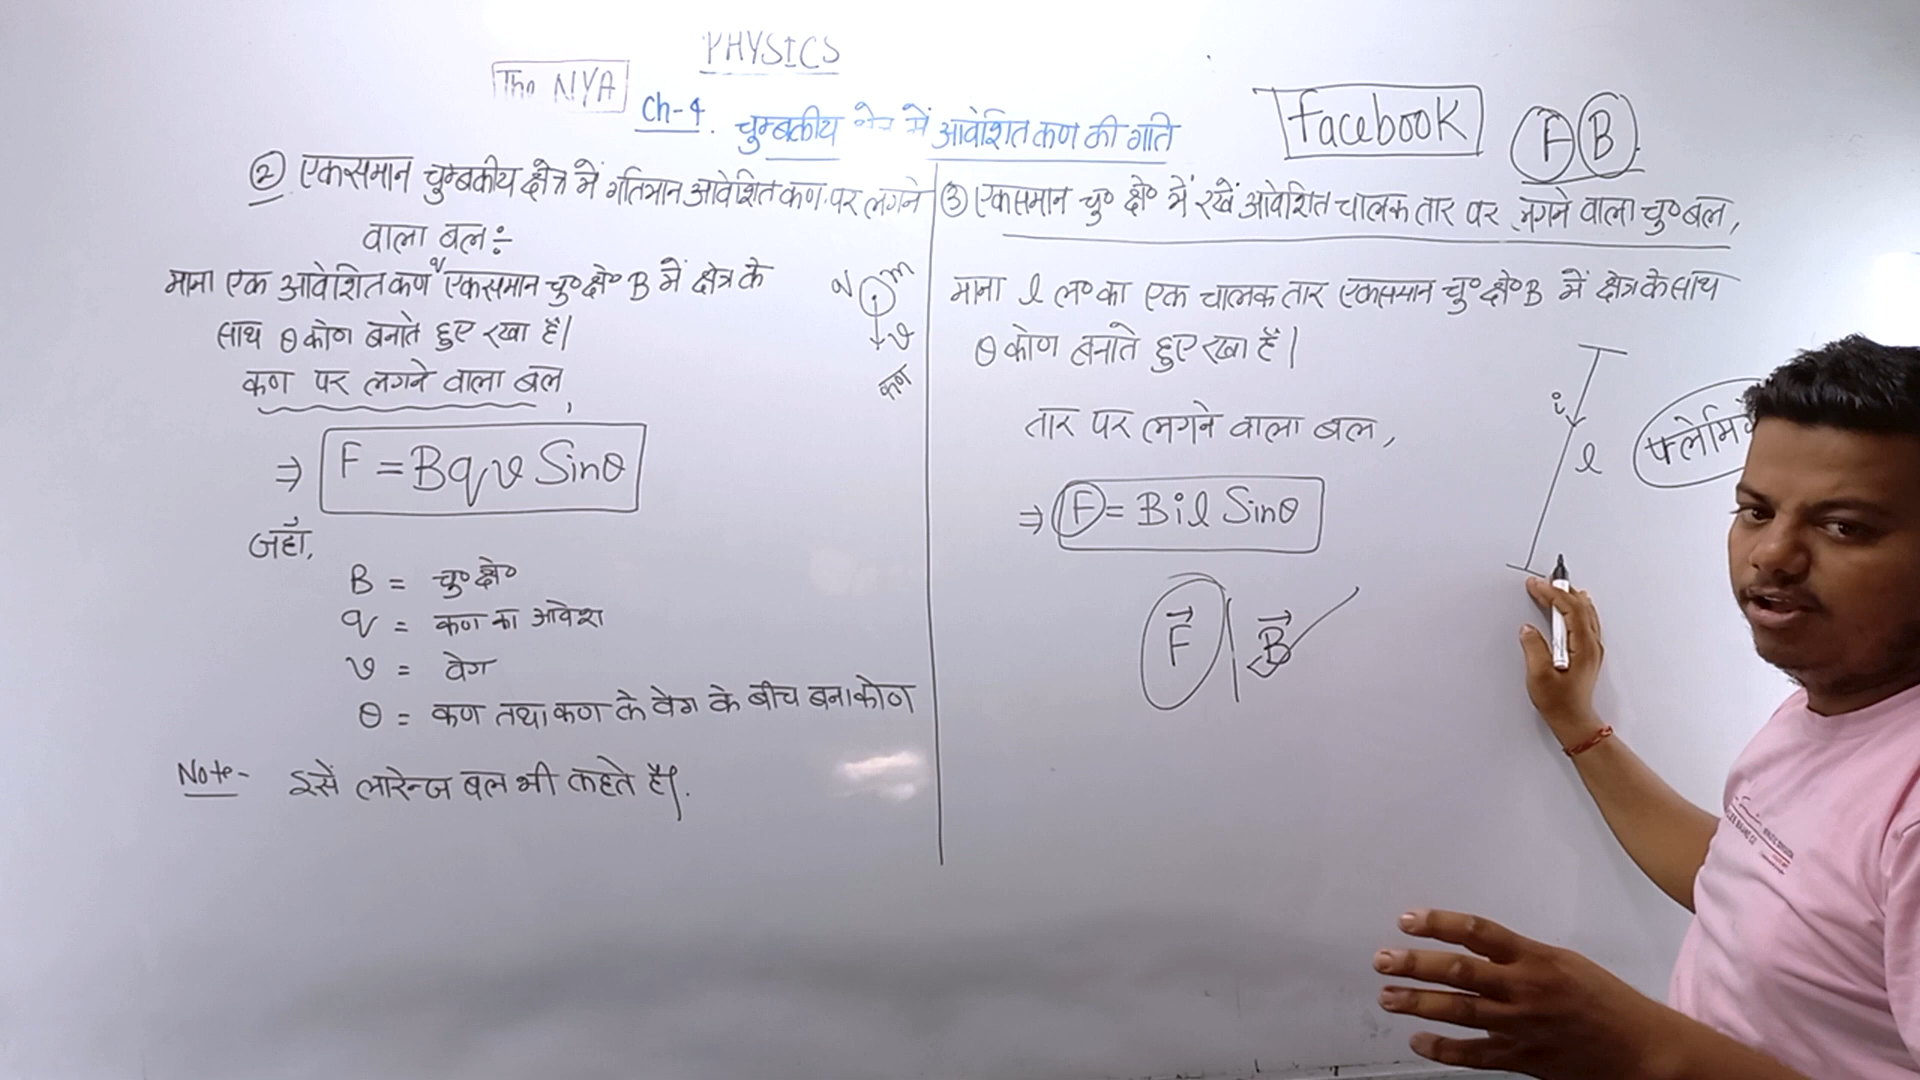 PHYSICS
The NYA
Ch-4. चुम्बकीय क्षेत्र में आवेशित कण की गति
Facebook
F B
② एकसमान चुम्बकीय क्षेत्र में गतिमान आवेशित कण पर लगने
वाला बल:-
माना एक आवेशित कण q एकसमान चु० क्षे० B में क्षेत्र के
साथ θ कोण बनाते हुए रखा है।
कण पर लगने वाला बल,
⇒ F = Bqv Sinθ
जहाँ,
B = चु० क्षे०
q = कण का आवेश
v = वेग
θ = कण तथा कण के वेग के बीच बना कोण
Note- इसे लारेन्ज बल भी कहते है।
m
v
कण
③ एकसमान चु० क्षे० में रखें आवेशित चालक तार पर लगने वाला चु० बल,
माना l ल० का एक चालक तार एकसमान चु० क्षे० B में क्षेत्र के साथ
θ कोण बनाते हुए रखा है।
तार पर लगने वाला बल,
⇒ F = Bil Sinθ
F⃗ | B⃗
i
l